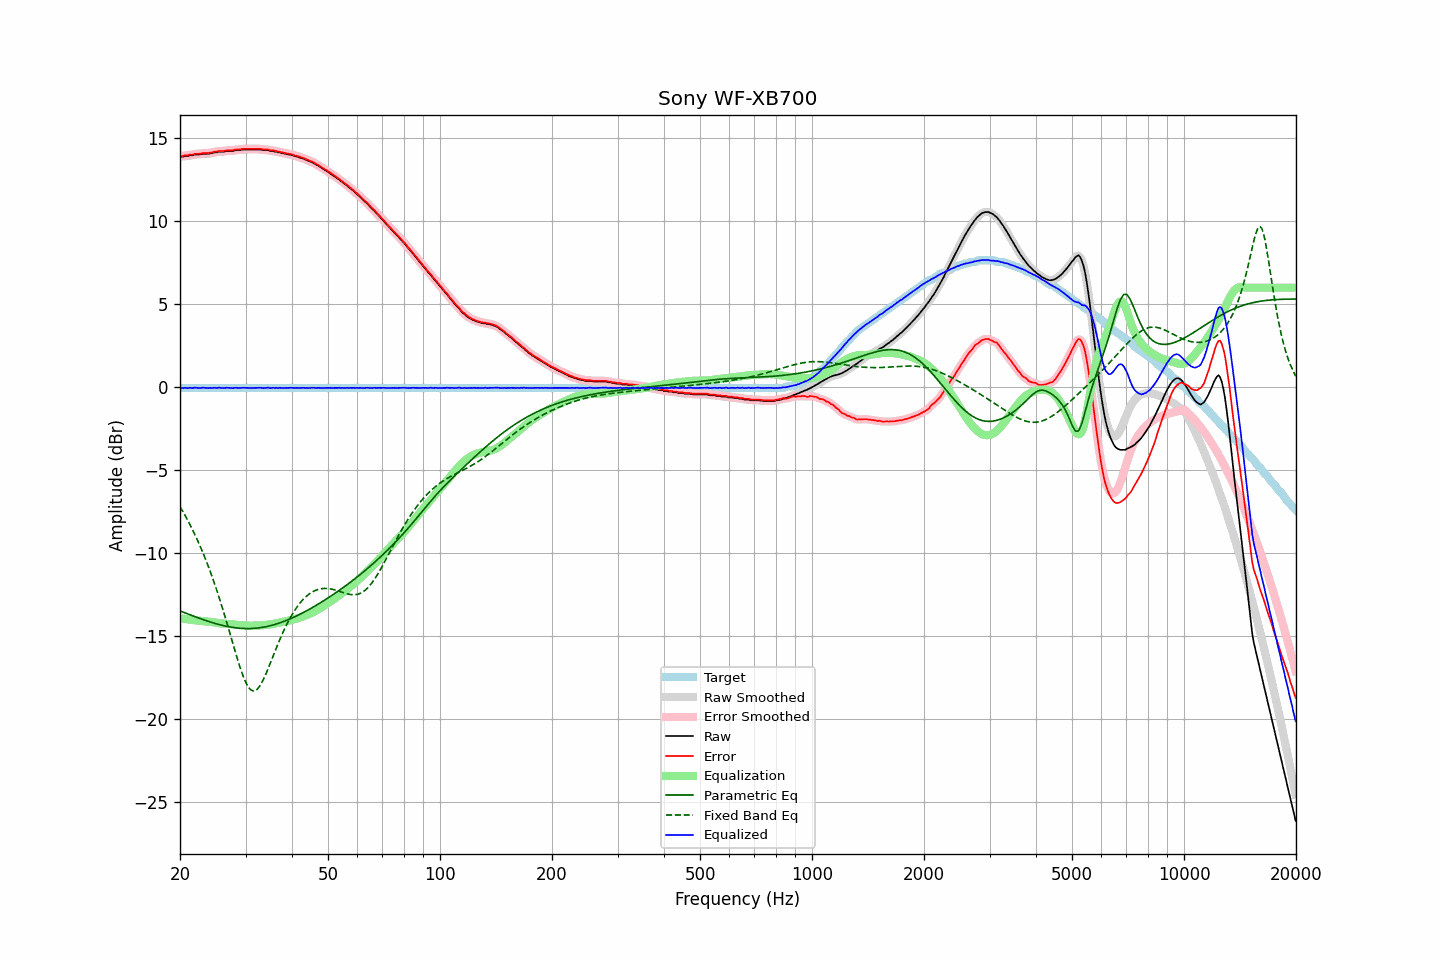 Sony WF-XB700
Amplitude (dBr)
15
10
5
0
−5
−10
−15
−20
−25
Target
Raw Smoothed
Error Smoothed
Raw
Error
Equalization
Parametric Eq
Fixed Band Eq
Equalized
20
50
100
200
500
1000
2000
5000
10000
20000
Frequency (Hz)